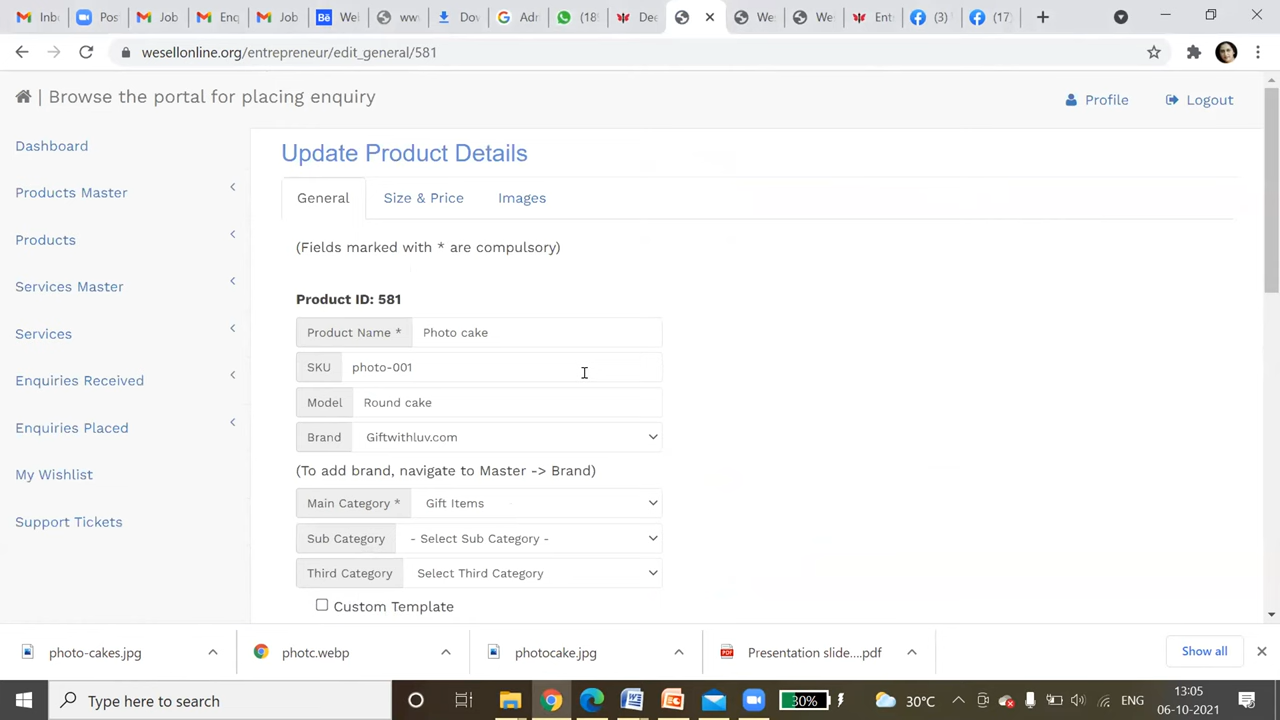 Inb
Post
Job
Enq
Job
Bē Wei
www
Dov
Adr
(18
Dee
We:
We:
Ent
(3)
(17)
wesellonline.org/entrepreneur/edit_general/581
| Browse the portal for placing enquiry
Profile
Logout
Dashboard
Products Master
Products
Services Master
Services
Enquiries Received
Enquiries Placed
My Wishlist
Support Tickets
Update Product Details
General Size & Price Images
(Fields marked with * are compulsory)
Product ID: 581
Product Name * Photo cake
SKU photo-001
Model Round cake
Brand Giftwithluv.com
(To add brand, navigate to Master -> Brand)
Main Category * Gift Items
Sub Category - Select Sub Category -
Third Category Select Third Category
Custom Template
photo-cakes.jpg
photc.webp
photocake.jpg
PDF Presentation slide....pdf
Show all
Type here to search
30%
30°C
ENG
13:05
06-10-2021